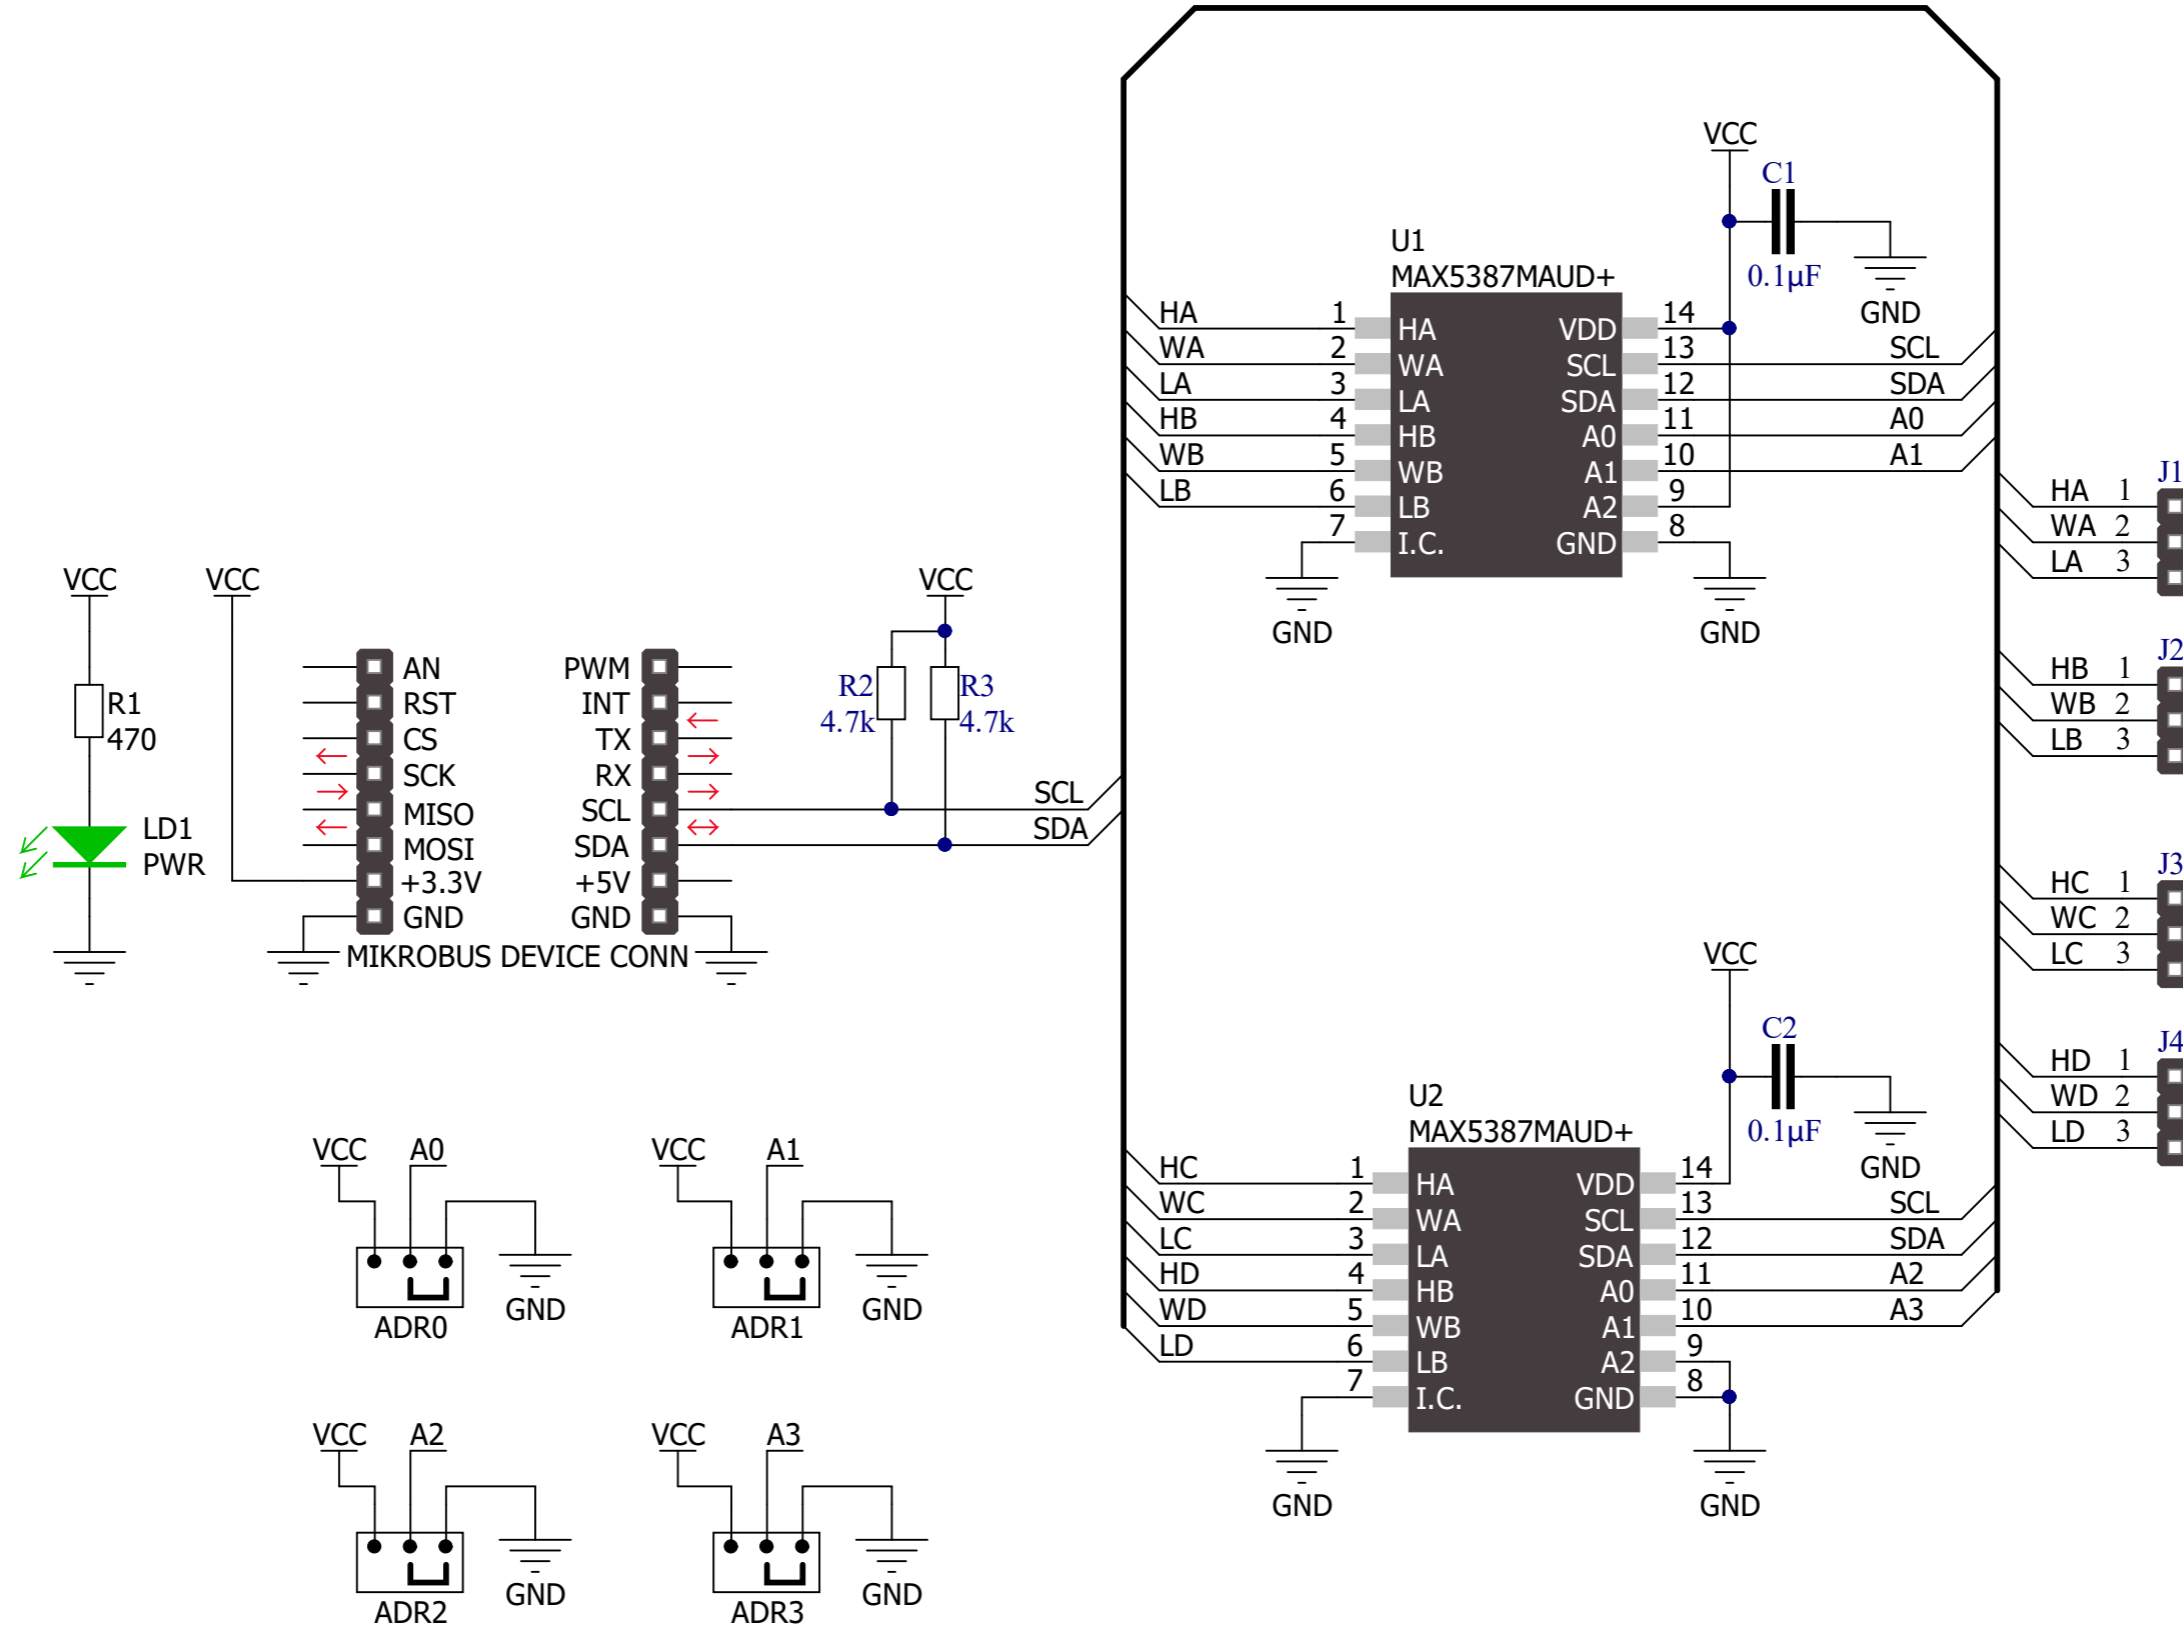 VCC
C1
0.1µF
GND
U1
MAX5387MAUD+
HA 1 HA VDD 14
WA 2 WA SCL 13 SCL
LA 3 LA SDA 12 SDA
HB 4 HB A0 11 A0
WB 5 WB A1 10 A1
LB 6 LB A2 9
7 I.C. GND 8
GND
GND
J1
HA 1
WA 2
LA 3
J2
HB 1
WB 2
LB 3
J3
HC 1
WC 2
LC 3
J4
HD 1
WD 2
LD 3
VCC
R1
470
LD1
PWR
VCC
AN PWM
RST INT
CS TX
SCK RX
MISO SCL
MOSI SDA
+3.3V +5V
GND GND
MIKROBUS DEVICE CONN
VCC
R2
4.7k
R3
4.7k
SCL
SDA
VCC
C2
0.1µF
GND
U2
MAX5387MAUD+
HC 1 HA VDD 14
WC 2 WA SCL 13 SCL
LC 3 LA SDA 12 SDA
HD 4 HB A0 11 A2
WD 5 WB A1 10 A3
LD 6 LB A2 9
7 I.C. GND 8
GND
GND
VCC A0
GND
ADR0
VCC A1
GND
ADR1
VCC A2
GND
ADR2
VCC A3
GND
ADR3